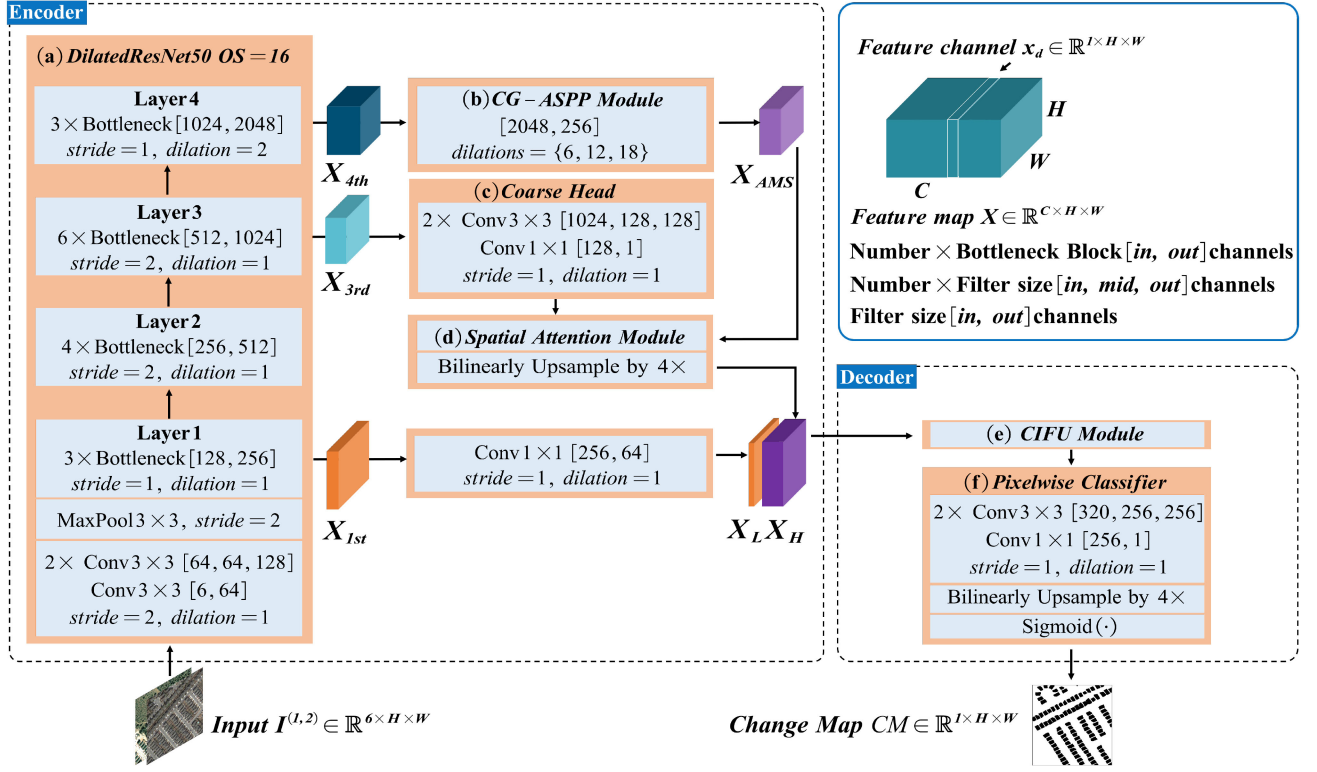 Encoder
(a) DilatedResNet50 OS = 16
Layer4
3×Bottleneck[1024, 2048]
stride = 1, dilation = 2
Layer3
6×Bottleneck[512, 1024]
stride = 2, dilation = 1
Layer2
4×Bottleneck[256, 512]
stride = 2, dilation = 1
Layer1
3×Bottleneck[128, 256]
stride = 1, dilation = 1
MaxPool3×3, stride = 2
2× Conv3×3 [64, 64, 128]
Conv3×3 [6, 64]
stride = 2, dilation = 1
X4th
X3rd
X1st
(b) CG−ASPP Module
[2048, 256]
dilations = {6, 12, 18}
XAMS
(c) Coarse Head
2× Conv3×3 [1024, 128, 128]
Conv1×1 [128, 1]
stride = 1, dilation = 1
(d) Spatial Attention Module
Bilinearly Upsample by 4×
Conv1×1 [256, 64]
stride = 1, dilation = 1
XL XH
Feature channel xd ∈ ℝ1×H×W
H
W
C
Feature map X ∈ ℝC×H×W
Number × Bottleneck Block[in, out]channels
Number × Filter size[in, mid, out]channels
Filter size[in, out]channels
Decoder
(e) CIFU Module
(f) Pixelwise Classifier
2× Conv3×3 [320, 256, 256]
Conv1×1 [256, 1]
stride = 1, dilation = 1
Bilinearly Upsample by 4×
Sigmoid(·)
Input I(1,2) ∈ ℝ6×H×W
Change Map CM ∈ ℝ1×H×W